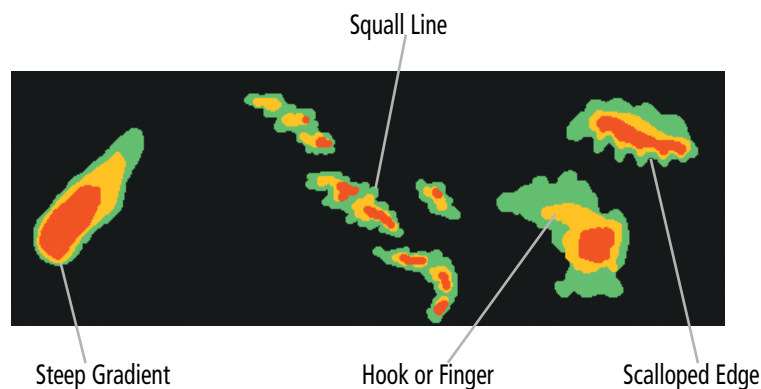 Squall Line
Steep Gradient
Hook or Finger
Scalloped Edge